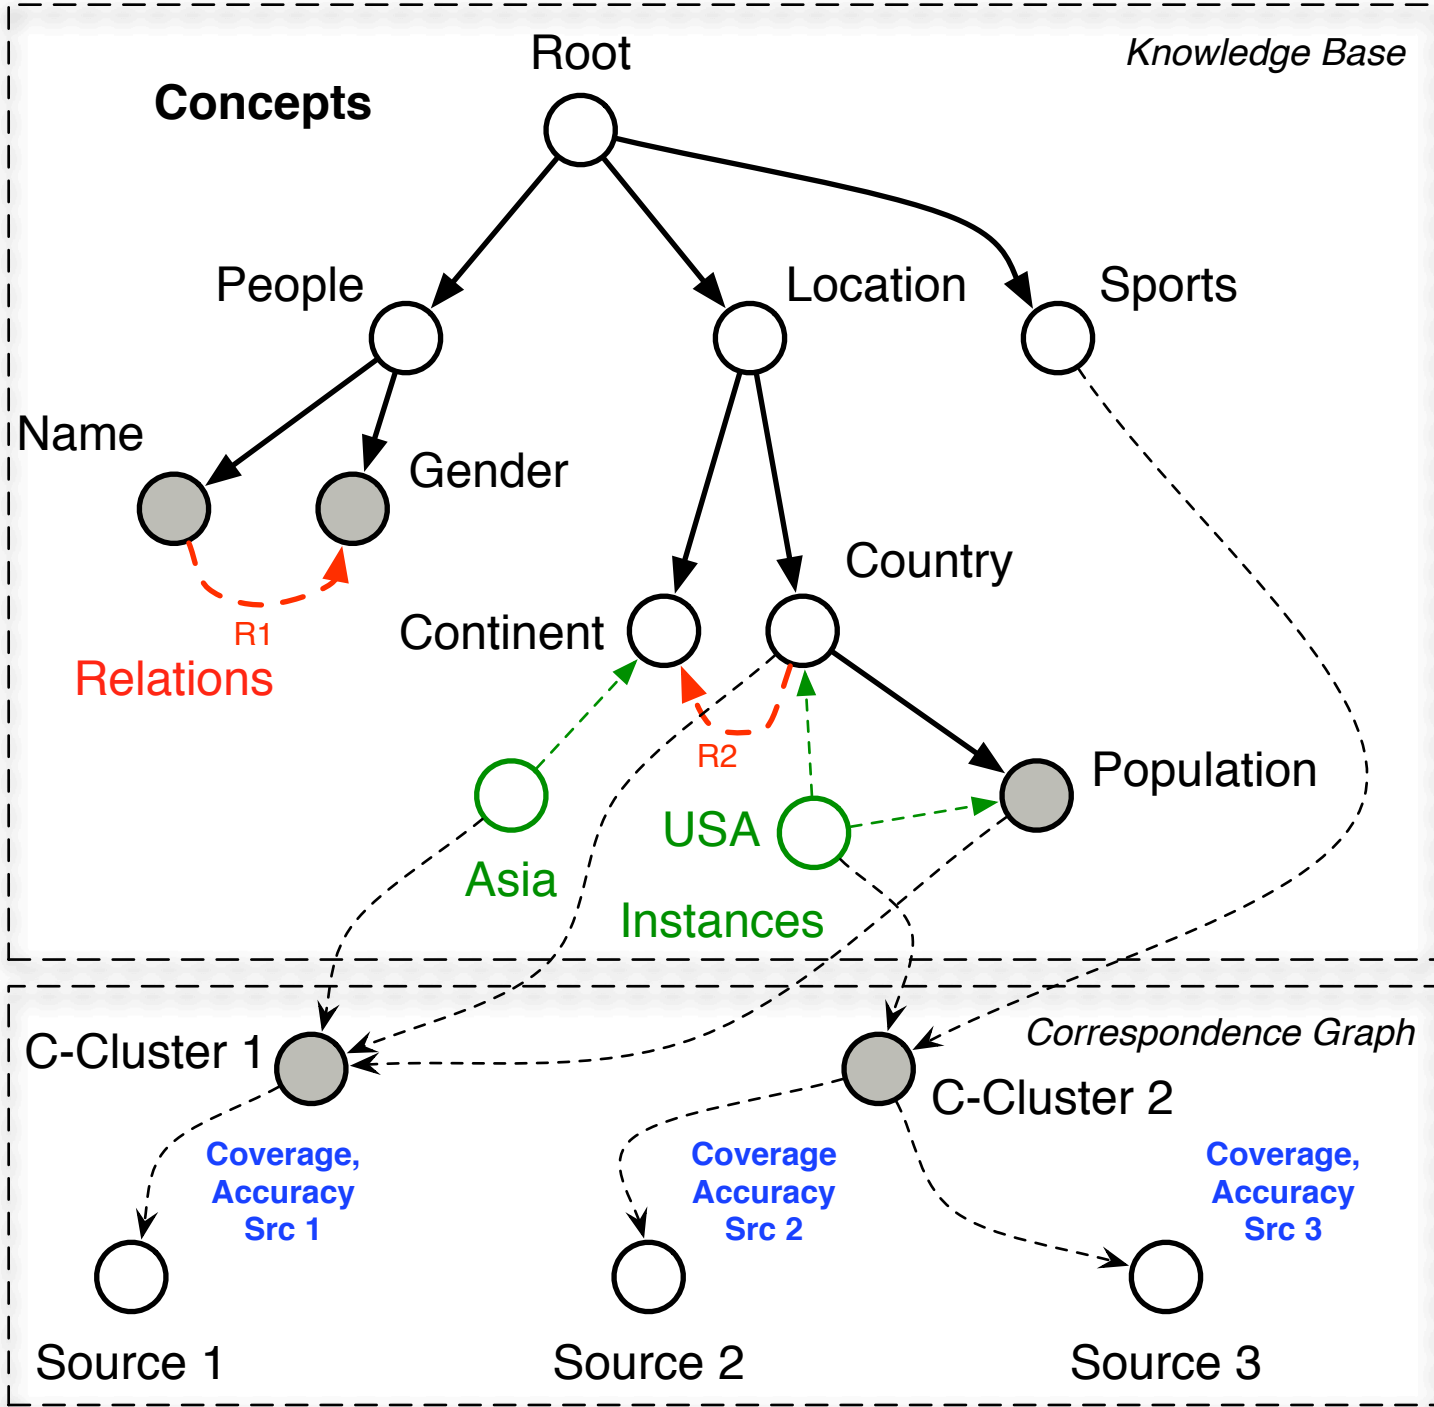 Root
Knowledge Base
Concepts
People
Location
Sports
Name
Gender
Country
Continent
R1
Relations
R2
Population
USA
Asia
Instances
Correspondence Graph
C-Cluster 1
C-Cluster 2
Coverage,
Accuracy
Src 1
Coverage
Accuracy
Src 2
Coverage,
Accuracy
Src 3
Source 1
Source 2
Source 3